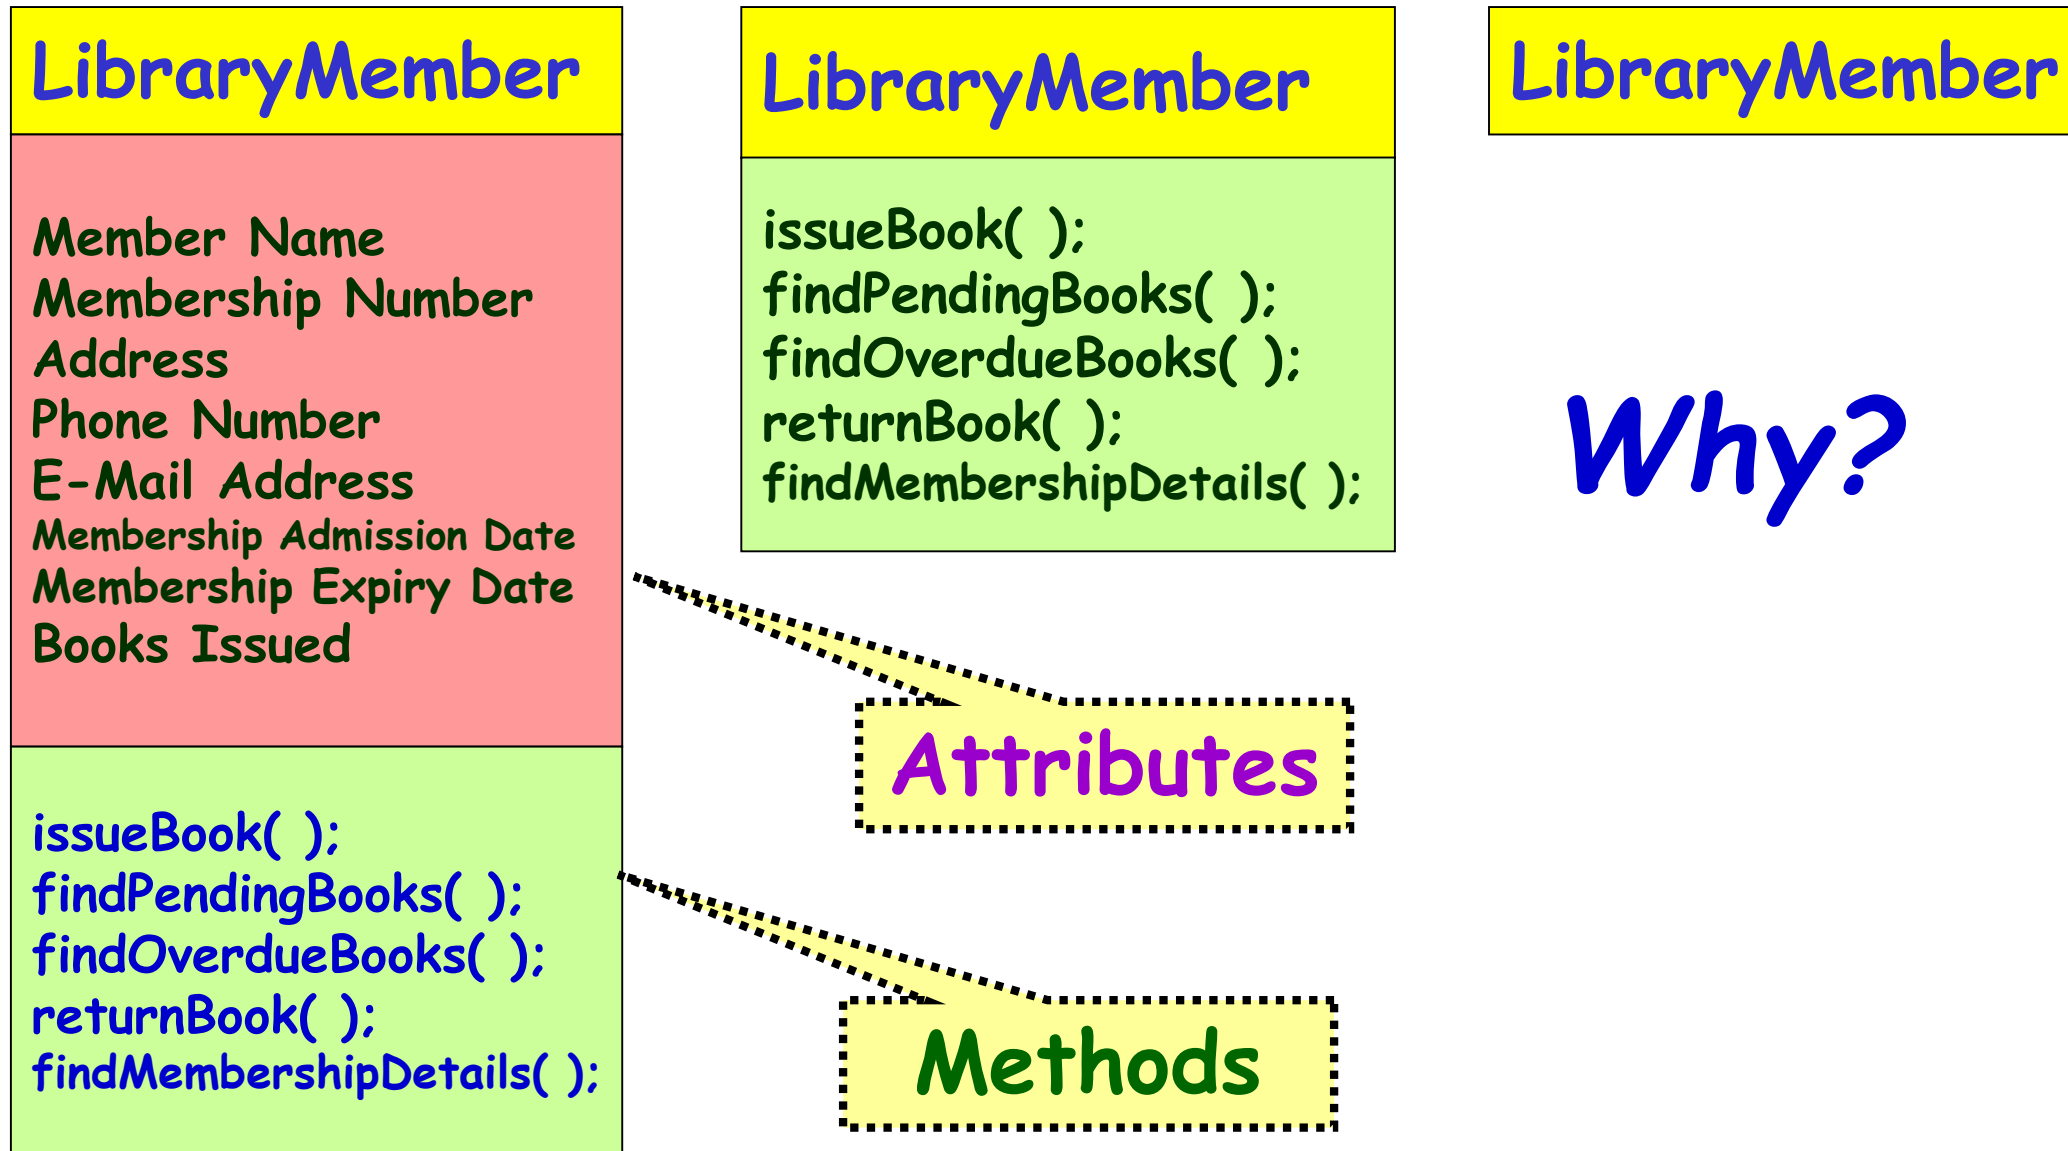 LibraryMember
Member Name
Membership Number
Address
Phone Number
E-Mail Address
Membership Admission Date
Membership Expiry Date
Books Issued
issueBook( );
findPendingBooks( );
findOverdueBooks( );
returnBook( );
findMembershipDetails( );
LibraryMember
issueBook( );
findPendingBooks( );
findOverdueBooks( );
returnBook( );
findMembershipDetails( );
Attributes
Methods
LibraryMember
Why?